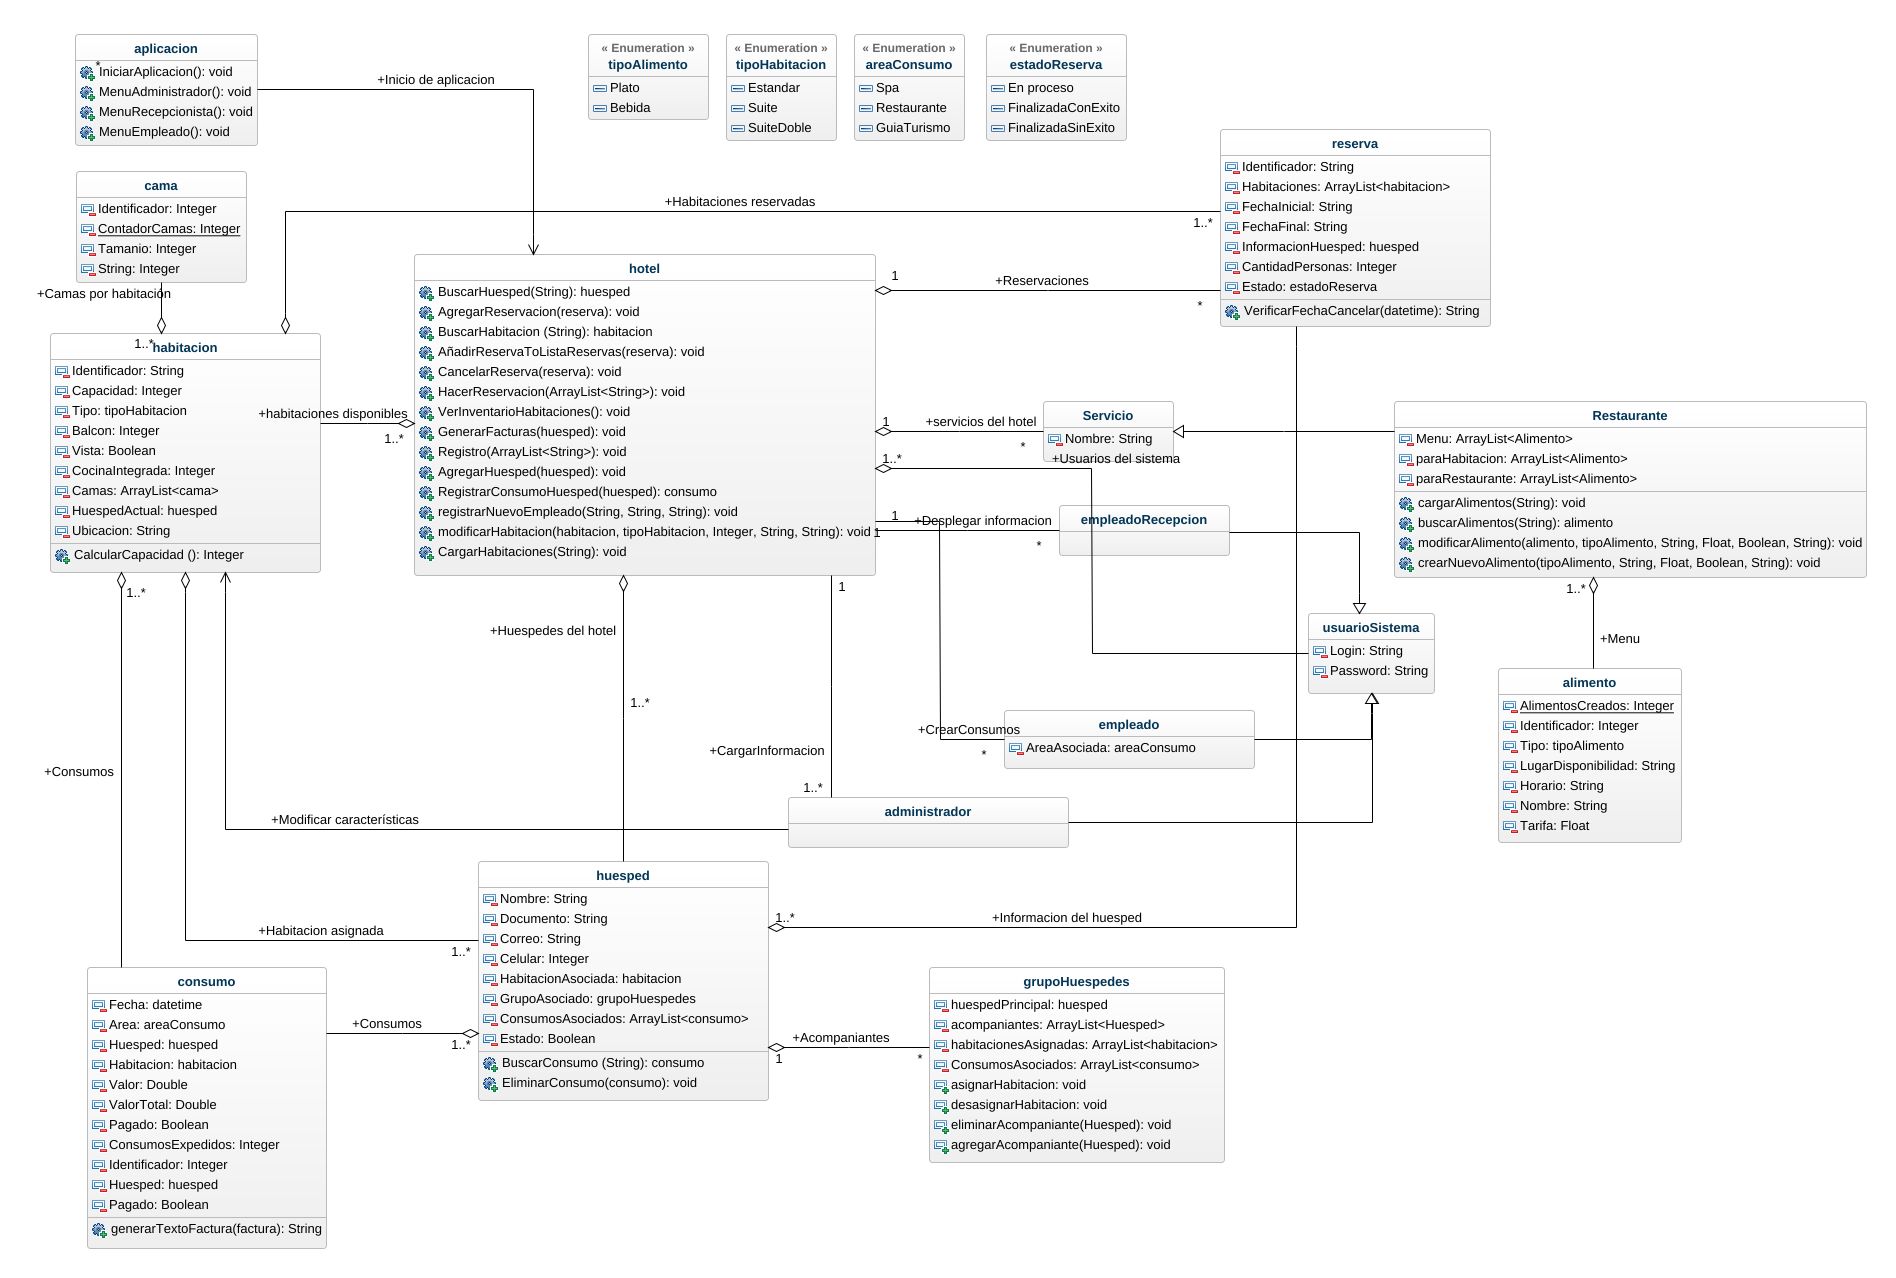 aplicacion
*
IniciarAplicacion(): void
MenuAdministrador(): void
MenuRecepcionista(): void
MenuEmpleado(): void
+Inicio de aplicacion
« Enumeration »
tipoAlimento
Plato
Bebida
« Enumeration »
tipoHabitacion
Estandar
Suite
SuiteDoble
« Enumeration »
areaConsumo
Spa
Restaurante
GuiaTurismo
« Enumeration »
estadoReserva
En proceso
FinalizadaConExito
FinalizadaSinExito
reserva
Identificador: String
Habitaciones: ArrayList<habitacion>
FechaInicial: String
FechaFinal: String
InformacionHuesped: huesped
CantidadPersonas: Integer
Estado: estadoReserva
VerificarFechaCancelar(datetime): String
cama
Identificador: Integer
ContadorCamas: Integer
Tamanio: Integer
String: Integer
+Camas por habitación
1..*
+Habitaciones reservadas
1..*
hotel
BuscarHuesped(String): huesped
AgregarReservacion(reserva): void
BuscarHabitacion (String): habitacion
AñadirReservaToListaReservas(reserva): void
CancelarReserva(reserva): void
HacerReservacion(ArrayList<String>): void
VerInventarioHabitaciones(): void
GenerarFacturas(huesped): void
Registro(ArrayList<String>): void
AgregarHuesped(huesped): void
RegistrarConsumoHuesped(huesped): consumo
registrarNuevoEmpleado(String, String, String): void
modificarHabitacion(habitacion, tipoHabitacion, Integer, String, String): void
CargarHabitaciones(String): void
1
+Reservaciones
*
habitacion
Identificador: String
Capacidad: Integer
Tipo: tipoHabitacion
Balcon: Integer
Vista: Boolean
CocinaIntegrada: Integer
Camas: ArrayList<cama>
HuespedActual: huesped
Ubicacion: String
CalcularCapacidad (): Integer
+habitaciones disponibles
1..*
1
+servicios del hotel
*
Servicio
Nombre: String
1..*
+Usuarios del sistema
Restaurante
Menu: ArrayList<Alimento>
paraHabitacion: ArrayList<Alimento>
paraRestaurante: ArrayList<Alimento>
cargarAlimentos(String): void
buscarAlimentos(String): alimento
modificarAlimento(alimento, tipoAlimento, String, Float, Boolean, String): void
crearNuevoAlimento(tipoAlimento, String, Float, Boolean, String): void
1
+Desplegar informacion
1
*
empleadoRecepcion
1..*
+Menu
usuarioSistema
Login: String
Password: String
alimento
AlimentosCreados: Integer
Identificador: Integer
Tipo: tipoAlimento
LugarDisponibilidad: String
Horario: String
Nombre: String
Tarifa: Float
1..*
+Huespedes del hotel
1..*
1
+CargarInformacion
1..*
+CrearConsumos
*
empleado
AreaAsociada: areaConsumo
administrador
+Consumos
+Modificar características
huesped
Nombre: String
Documento: String
Correo: String
Celular: Integer
HabitacionAsociada: habitacion
GrupoAsociado: grupoHuespedes
ConsumosAsociados: ArrayList<consumo>
Estado: Boolean
BuscarConsumo (String): consumo
EliminarConsumo(consumo): void
1..*
+Informacion del huesped
+Habitacion asignada
1..*
consumo
Fecha: datetime
Area: areaConsumo
Huesped: huesped
Habitacion: habitacion
Valor: Double
ValorTotal: Double
Pagado: Boolean
ConsumosExpedidos: Integer
Identificador: Integer
Huesped: huesped
Pagado: Boolean
generarTextoFactura(factura): String
+Consumos
1..*
+Acompaniantes
1
*
grupoHuespedes
huespedPrincipal: huesped
acompaniantes: ArrayList<Huesped>
habitacionesAsignadas: ArrayList<habitacion>
ConsumosAsociados: ArrayList<consumo>
asignarHabitacion: void
desasignarHabitacion: void
eliminarAcompaniante(Huesped): void
agregarAcompaniante(Huesped): void